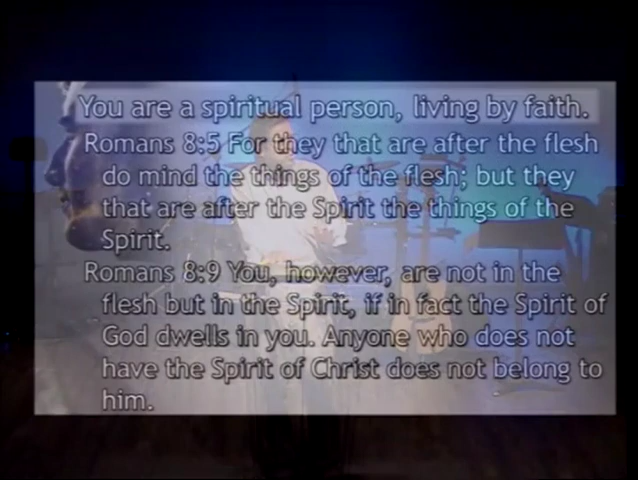 You are a spiritual person, living by faith.
Romans 8:5 For they that are after the flesh
do mind the things of the flesh; but they
that are after the Spirit the things of the
Spirit.
Romans 8:9 You, however, are not in the
flesh but in the Spirit, if in fact the Spirit of
God dwells in you. Anyone who does not
have the Spirit of Christ does not belong to
him.